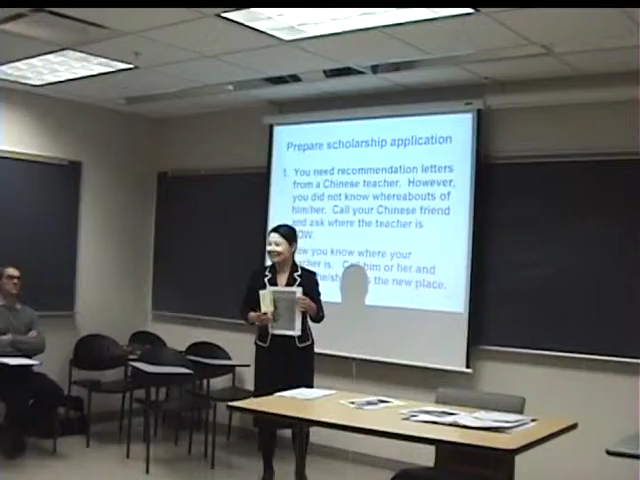 Prepare scholarship application
1. You need recommendation letters
from a Chinese teacher. However,
you did not know whereabouts of
him/her. Call your Chinese friend
and ask where the teacher is
you know where your
is. him or her and
the new place.